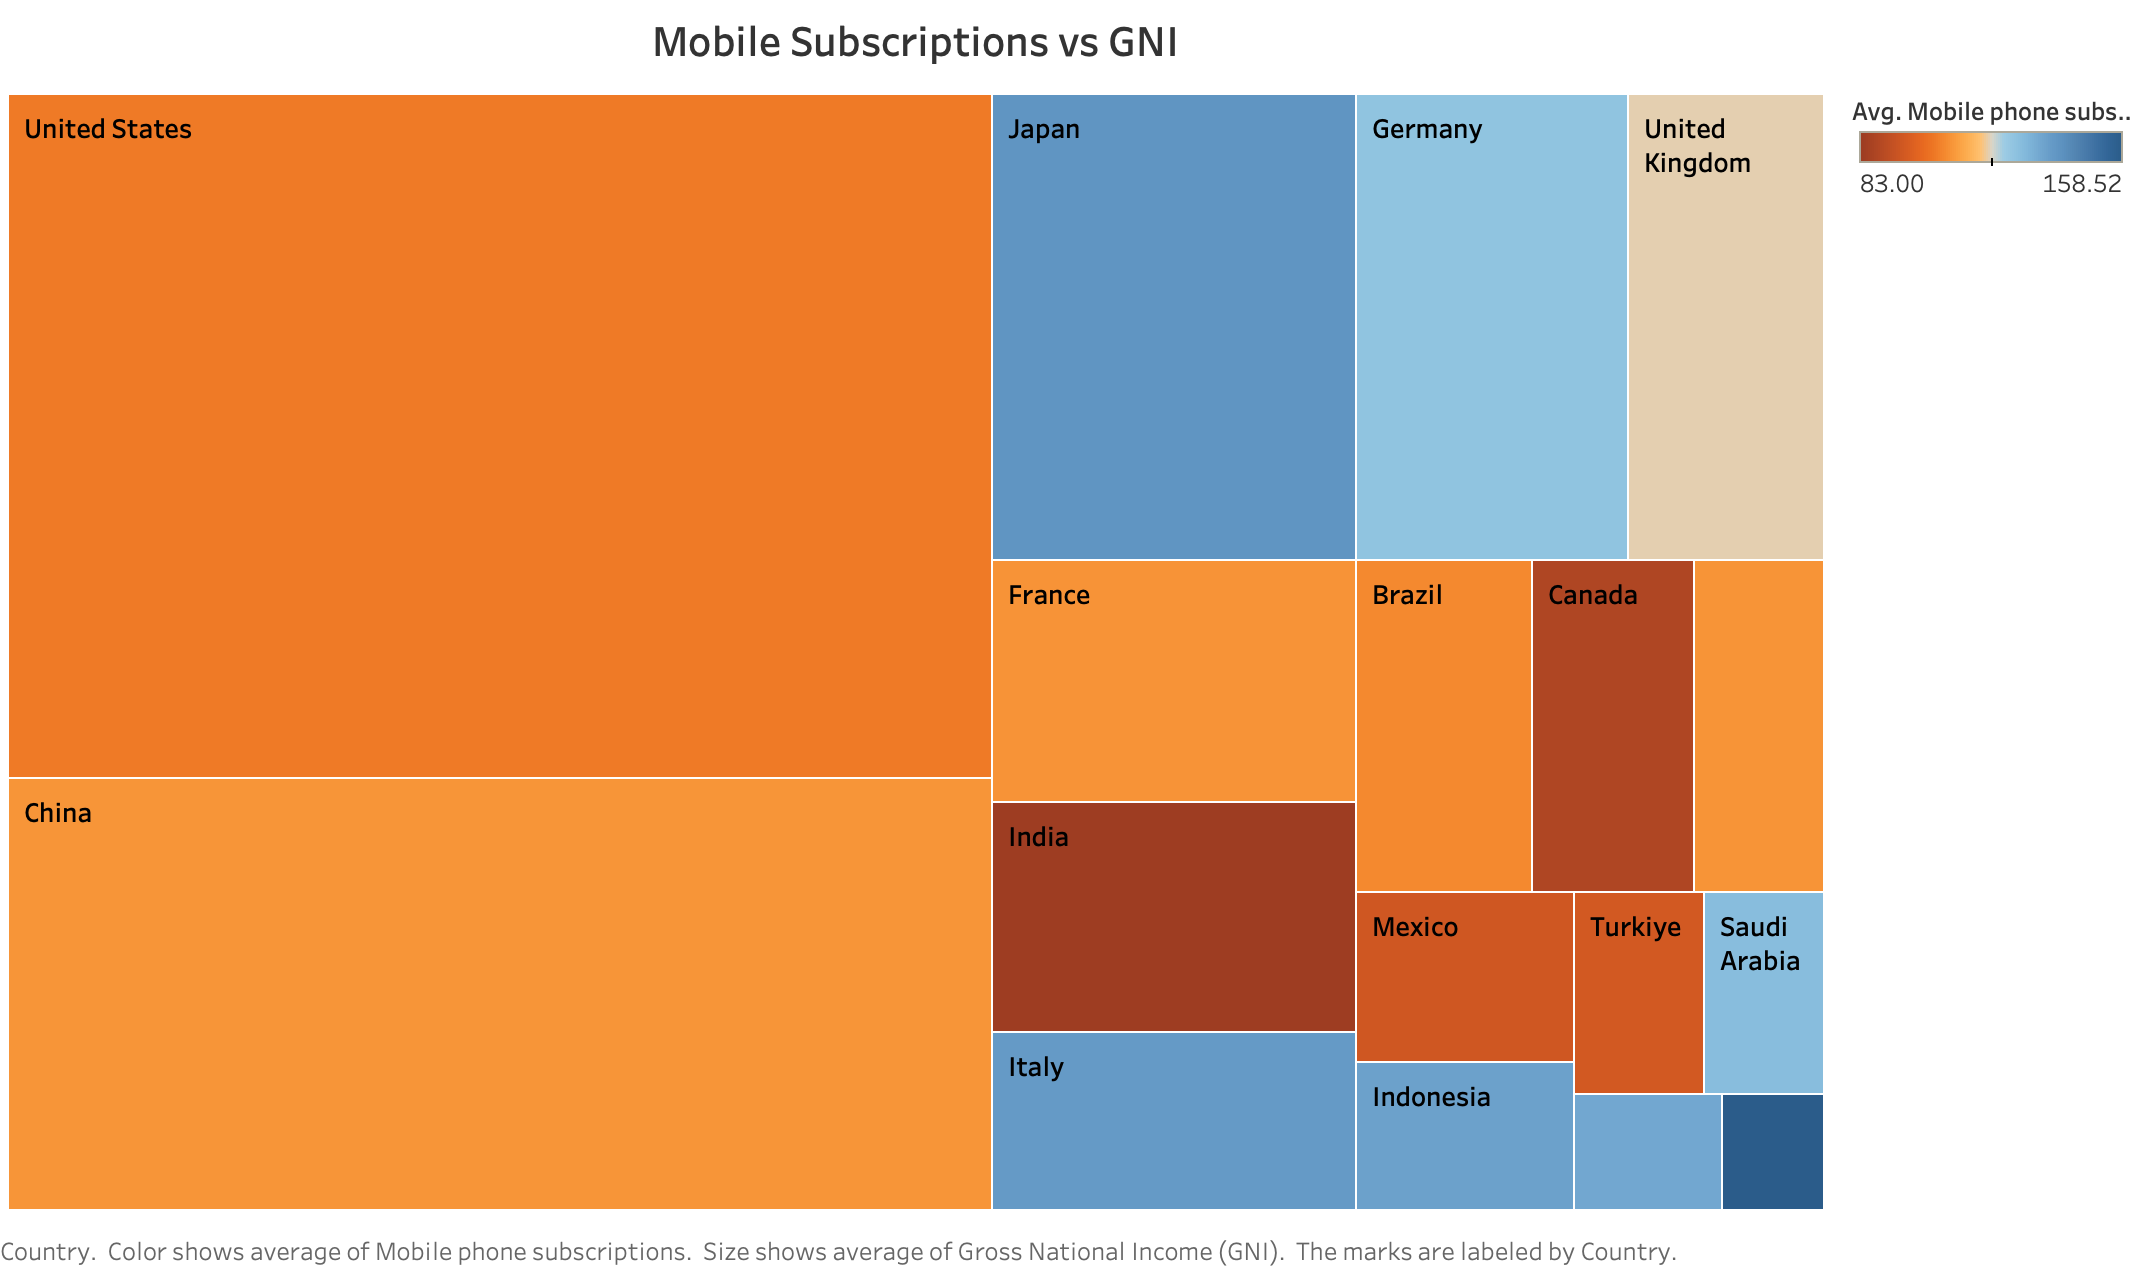 Mobile Subscriptions vs GNI
United States
Japan
Germany
United
Kingdom
Avg. Mobile phone subs..
83.00
158.52
France
Brazil
Canada
China
India
Mexico
Turkiye
Saudi
Arabia
Italy
Indonesia
Country.  Color shows average of Mobile phone subscriptions.  Size shows average of Gross National Income (GNI).  The marks are labeled by Country.